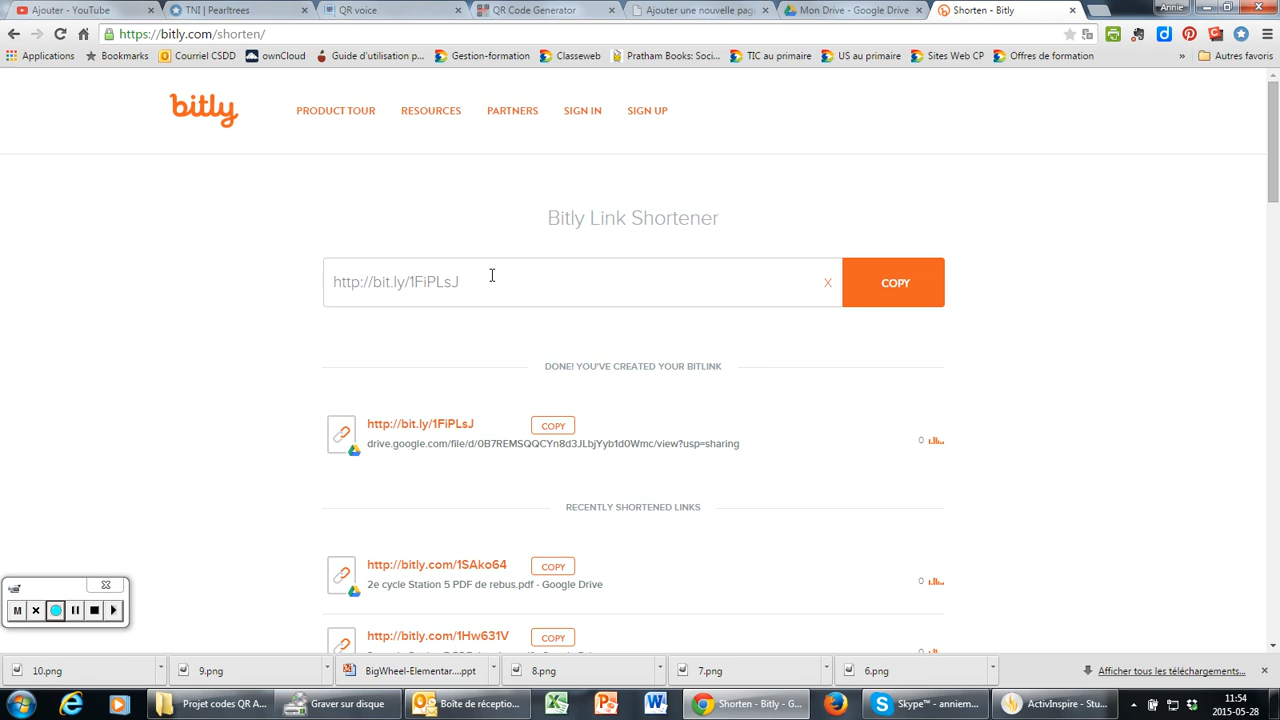 Ajouter - YouTube
TNI | Pearltrees
QR voice
QR Code Generator
Ajouter une nouvelle pag
Mon Drive - Google Drive
Shorten - Bitly
Annie
https://bitly.com/shorten/
Applications
Bookmarks
Courriel CSDD
ownCloud
Guide d'utilisation p...
Gestion-formation
Classeweb
Pratham Books: Soci...
TIC au primaire
US au primaire
Sites Web CP
Offres de formation
»
Autres favoris
bitly
PRODUCT TOUR
RESOURCES
PARTNERS
SIGN IN
SIGN UP
Bitly Link Shortener
http://bit.ly/1FiPLsJ
X
COPY
DONE! YOU'VE CREATED YOUR BITLINK
http://bit.ly/1FiPLsJ
COPY
drive.google.com/file/d/0B7REMSQQCYn8d3JLbjYyb1d0Wmc/view?usp=sharing
0
RECENTLY SHORTENED LINKS
http://bitly.com/1SAko64
COPY
2e cycle Station 5 PDF de rebus.pdf - Google Drive
0
http://bitly.com/1Hw631V
COPY
M
10.png
9.png
BigWheel-Elementar....ppt
8.png
7.png
6.png
Afficher tous les téléchargements...
Projet codes QR A...
Graver sur disque
Boîte de réceptio...
Shorten - Bitly - G...
Skype™ - anniem...
ActivInspire - Stu...
11:54
2015-05-28